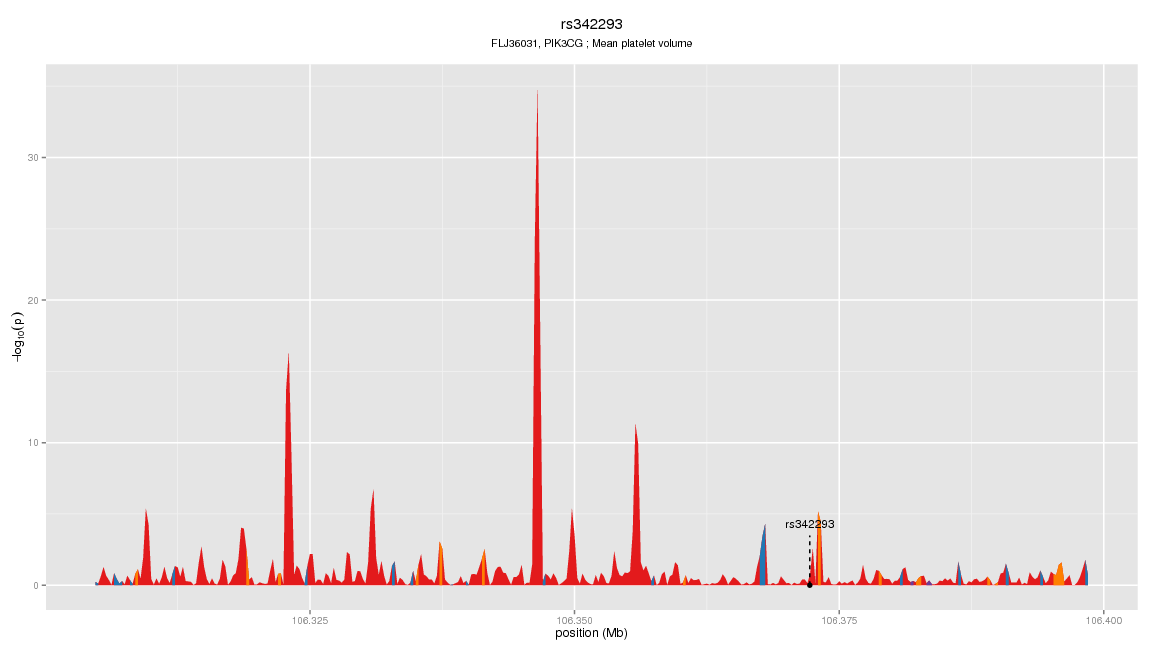 rs342293
FLJ36031, PIK3CG ; Mean platelet volume
−log10(p)
30
20
10
0
rs342293
106.325
106.350
106.375
106.400
position (Mb)